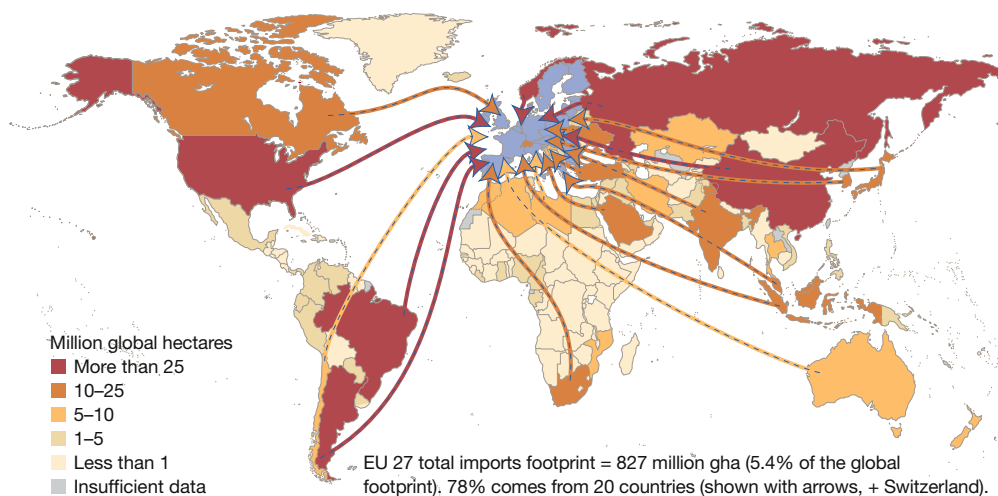 Million global hectares
More than 25
10–25
5–10
1–5
Less than 1
Insufficient data
EU 27 total imports footprint = 827 million gha (5.4% of the global
footprint). 78% comes from 20 countries (shown with arrows, + Switzerland).